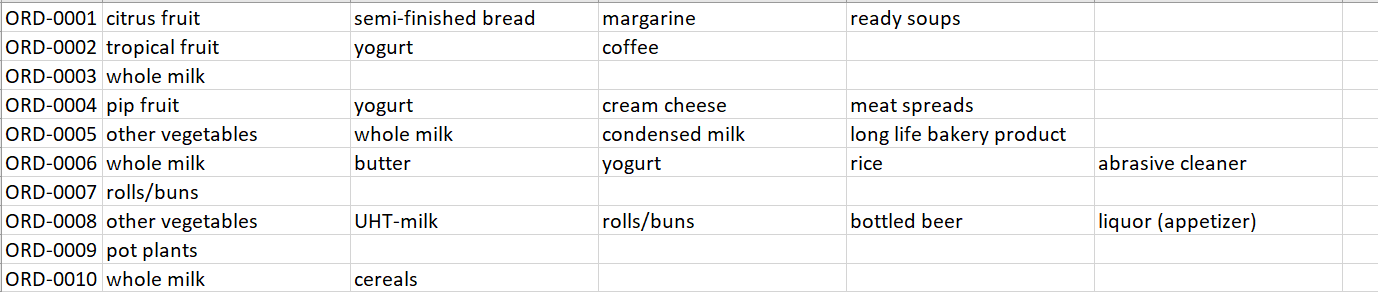 ORD-0001 citrus fruit semi-finished bread margarine ready soups
ORD-0002 tropical fruit yogurt coffee
ORD-0003 whole milk
ORD-0004 pip fruit yogurt cream cheese meat spreads
ORD-0005 other vegetables whole milk condensed milk long life bakery product
ORD-0006 whole milk butter yogurt rice abrasive cleaner
ORD-0007 rolls/buns
ORD-0008 other vegetables UHT-milk rolls/buns bottled beer liquor (appetizer)
ORD-0009 pot plants
ORD-0010 whole milk cereals